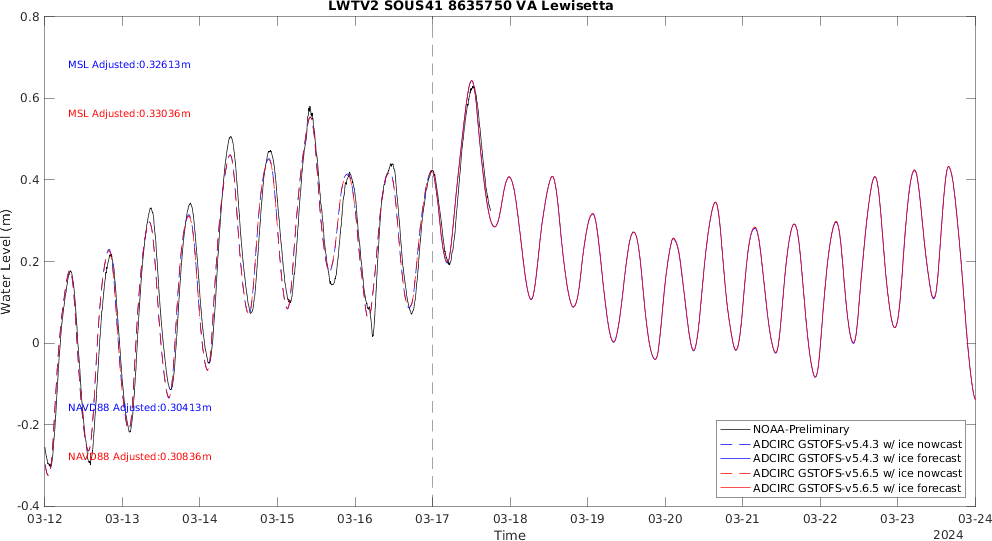 LWTV2 SOUS41 8635750 VA Lewisetta
0.8
0.6
0.4
0.2
0
-0.2
-0.4
Water Level (m)
MSL Adjusted:0.32613m
MSL Adjusted:0.33036m
NAVD88 Adjusted:0.30413m
NAVD88 Adjusted:0.30836m
NOAA-Preliminary
ADCIRC GSTOFS-v5.4.3 w/ ice nowcast
ADCIRC GSTOFS-v5.4.3 w/ ice forecast
ADCIRC GSTOFS-v5.6.5 w/ ice nowcast
ADCIRC GSTOFS-v5.6.5 w/ ice forecast
03-12 03-13 03-14 03-15 03-16 03-17 03-18 03-19 03-20 03-21 03-22 03-23 03-24
Time
2024